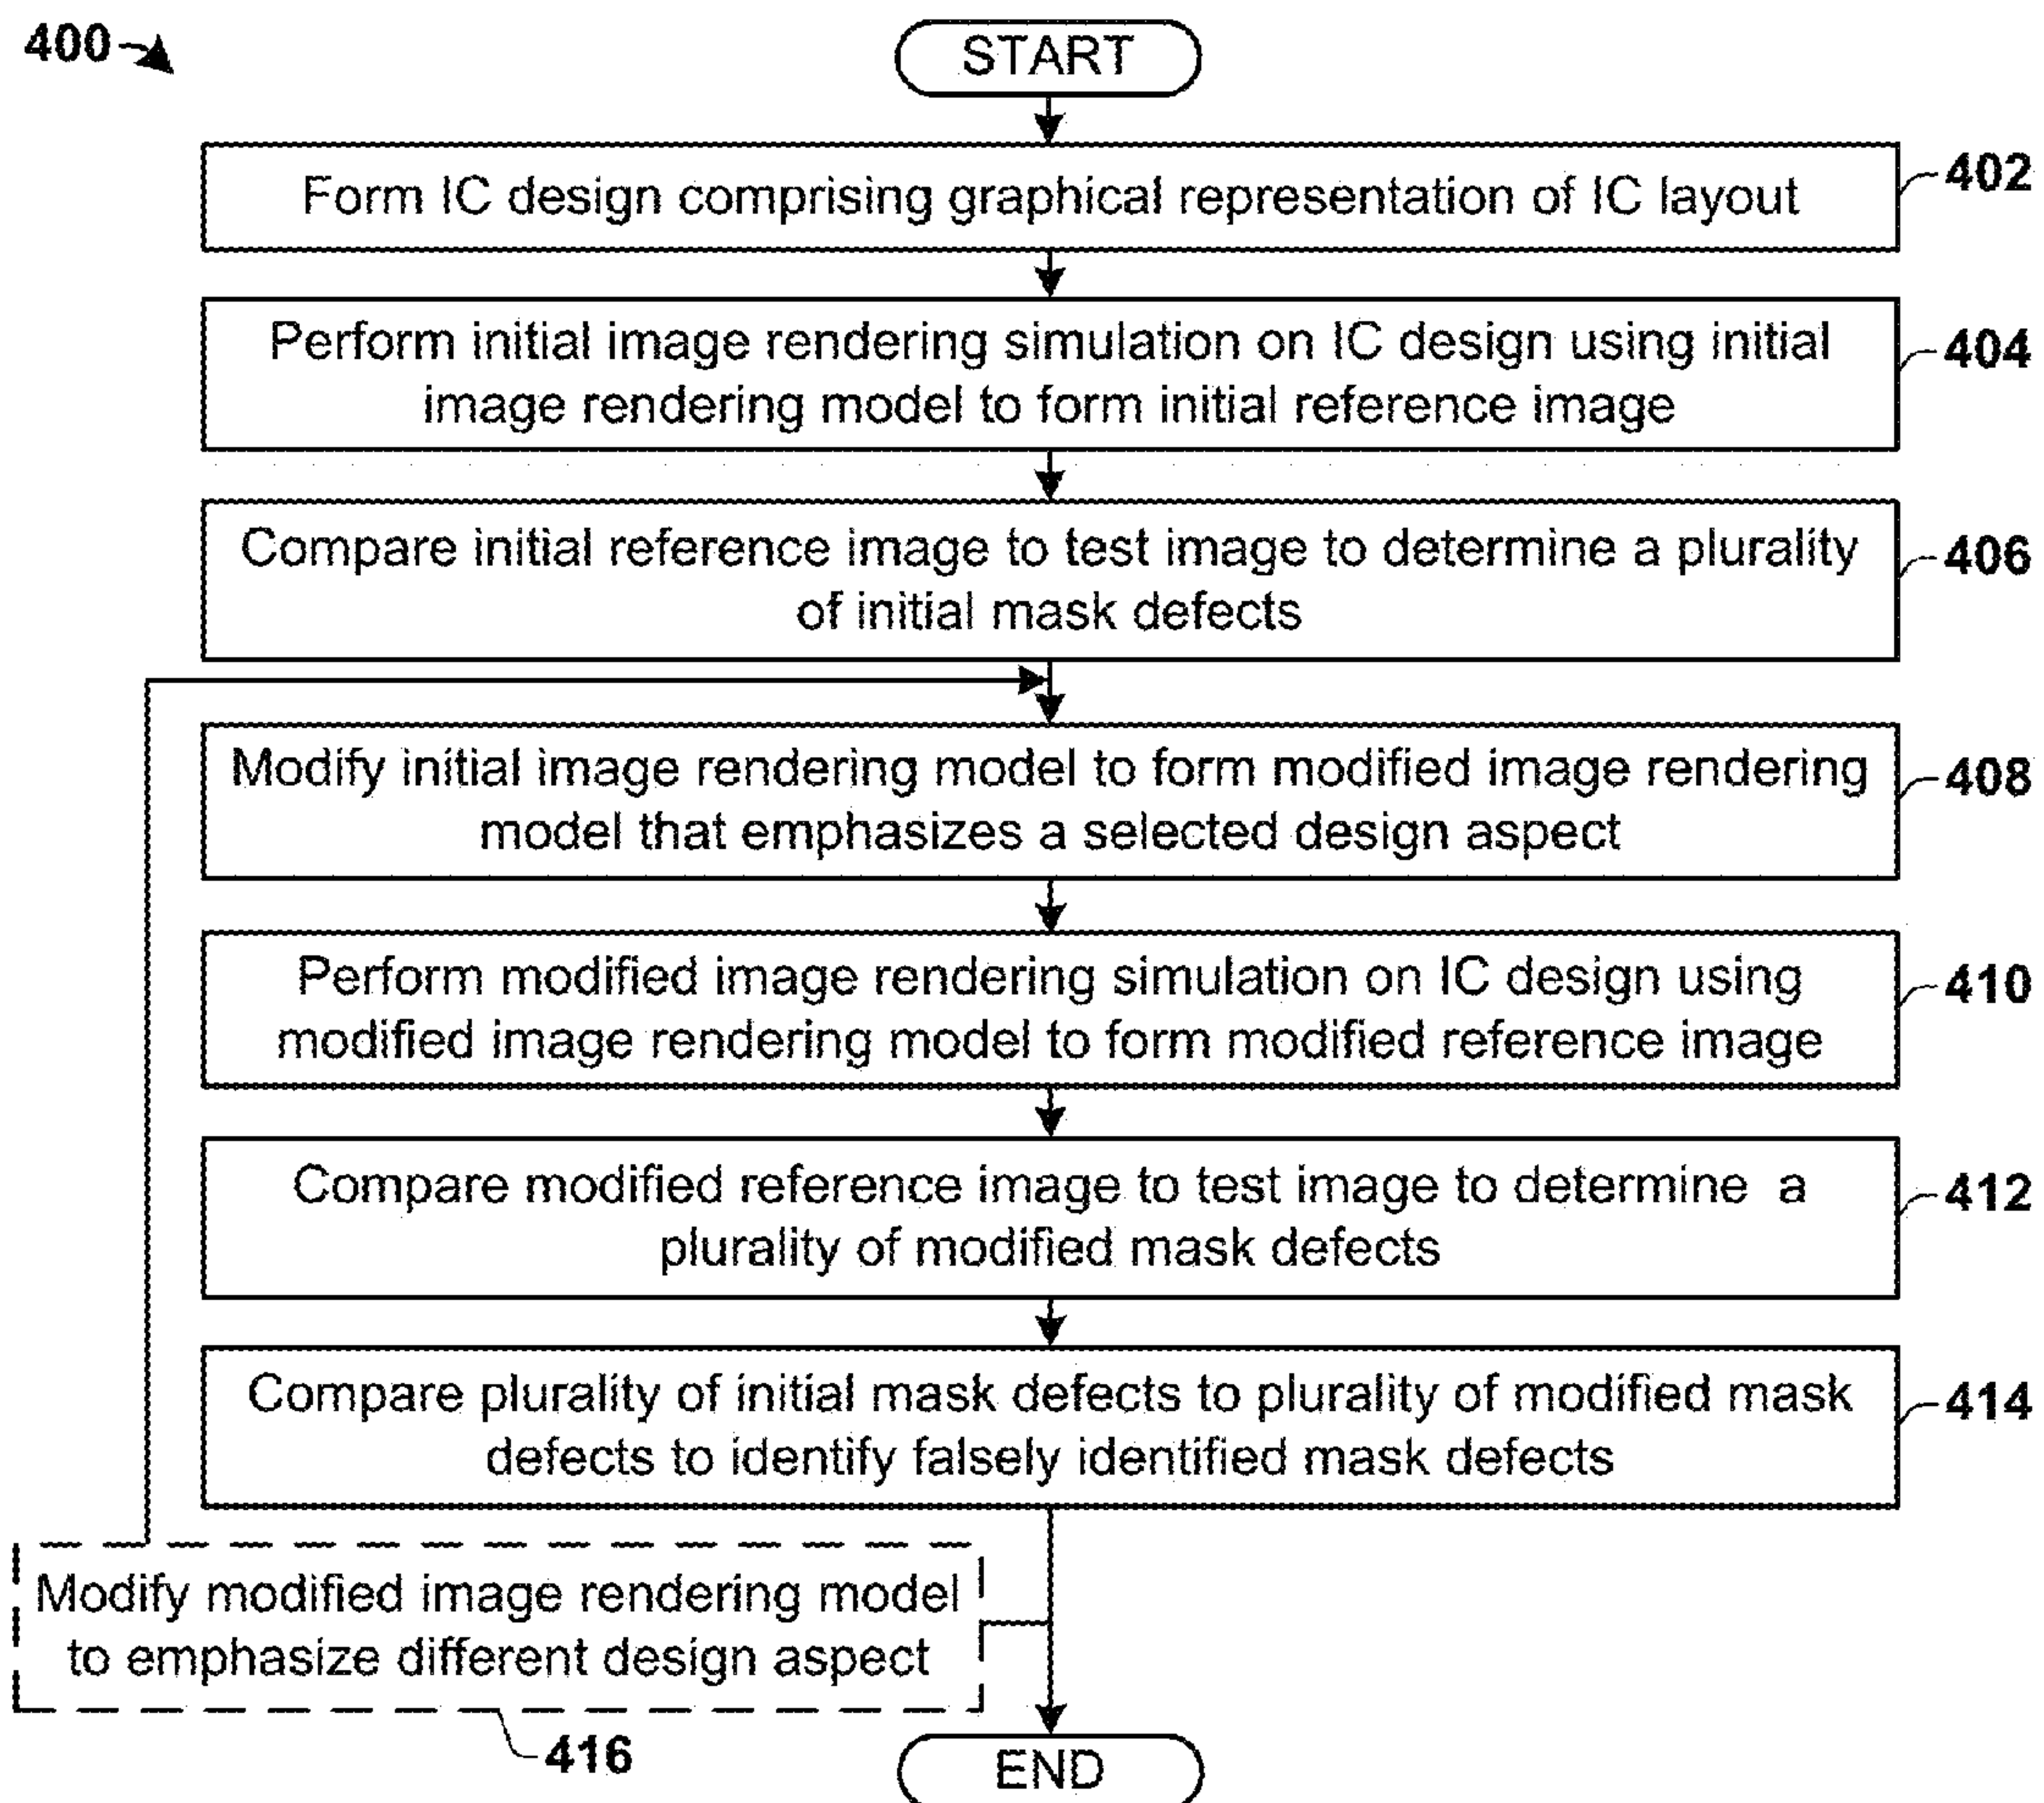 400
START
Form IC design comprising graphical representation of IC layout
402
Perform initial image rendering simulation on IC design using initial
image rendering model to form initial reference image
404
Compare initial reference image to test image to determine a plurality
of initial mask defects
406
Modify initial image rendering model to form modified image rendering
model that emphasizes a selected design aspect
408
Perform modified image rendering simulation on IC design using
modified image rendering model to form modified reference image
410
Compare modified reference image to test image to determine a
plurality of modified mask defects
412
Compare plurality of initial mask defects to plurality of modified mask
defects to identify falsely identified mask defects
414
Modify modified image rendering model
to emphasize different design aspect
416
END